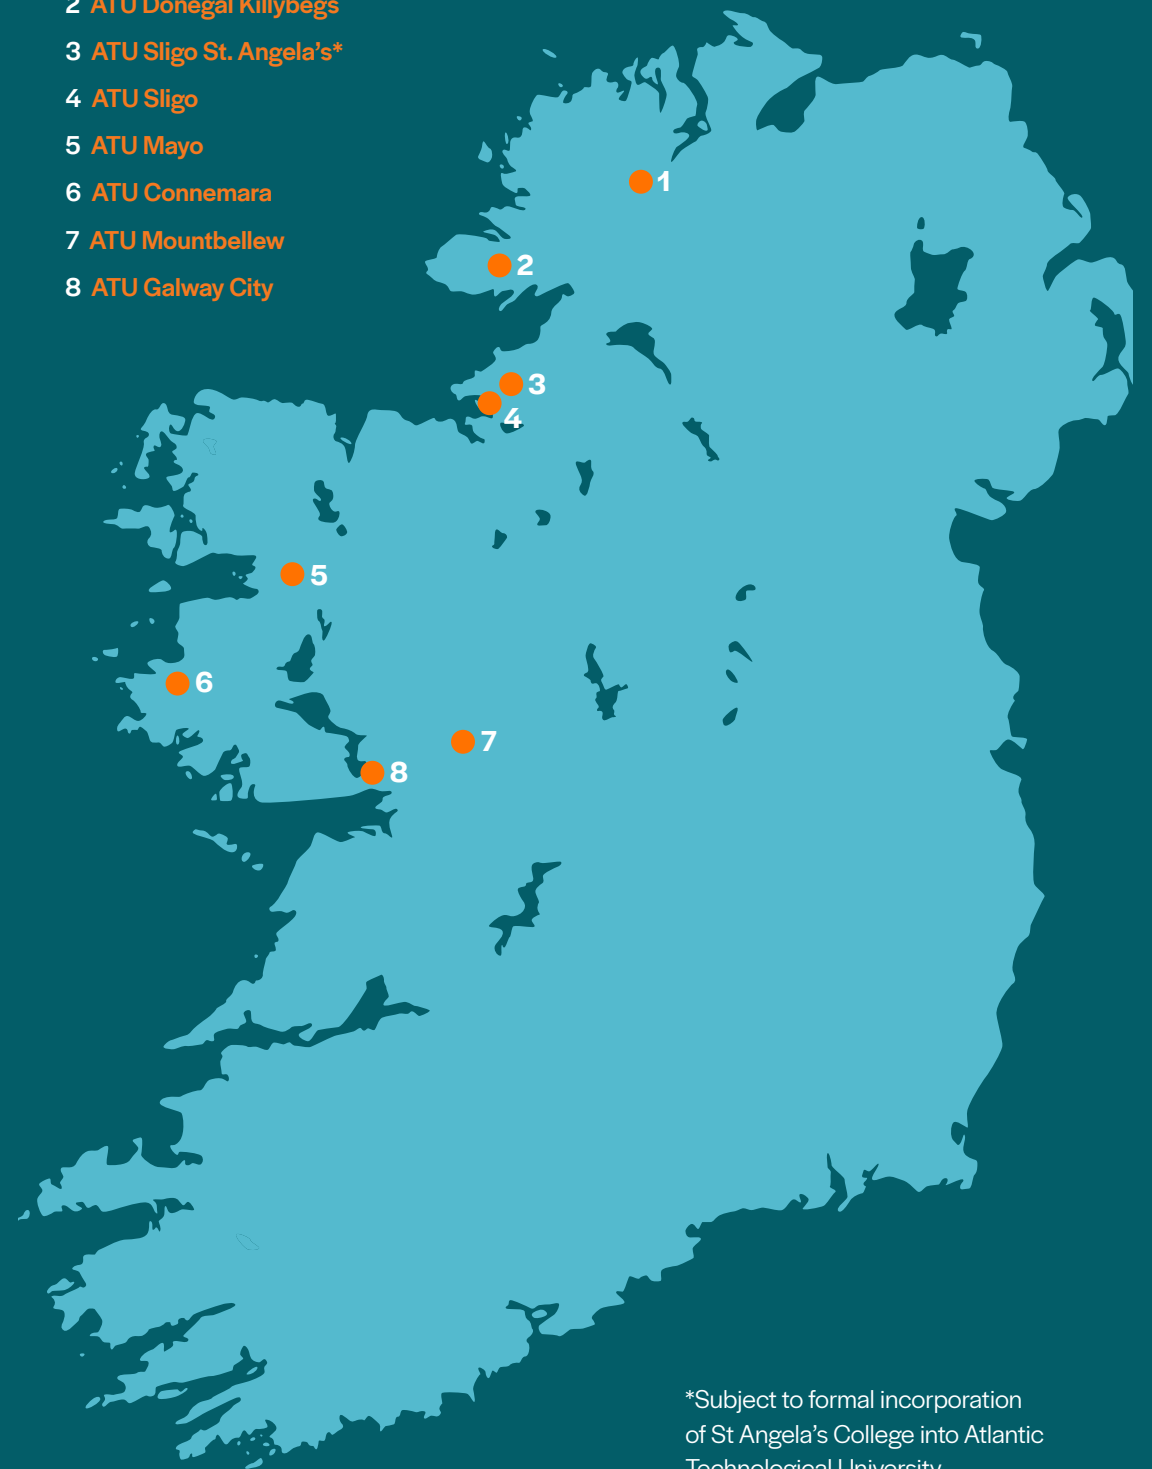 2 ATU Donegal Killybegs
3 ATU Sligo St. Angela's*
4 ATU Sligo
5 ATU Mayo
6 ATU Connemara
7 ATU Mountbellew
8 ATU Galway City
1
2
3
4
5
6
7
8
*Subject to formal incorporation
of St Angela's College into Atlantic
Technological University